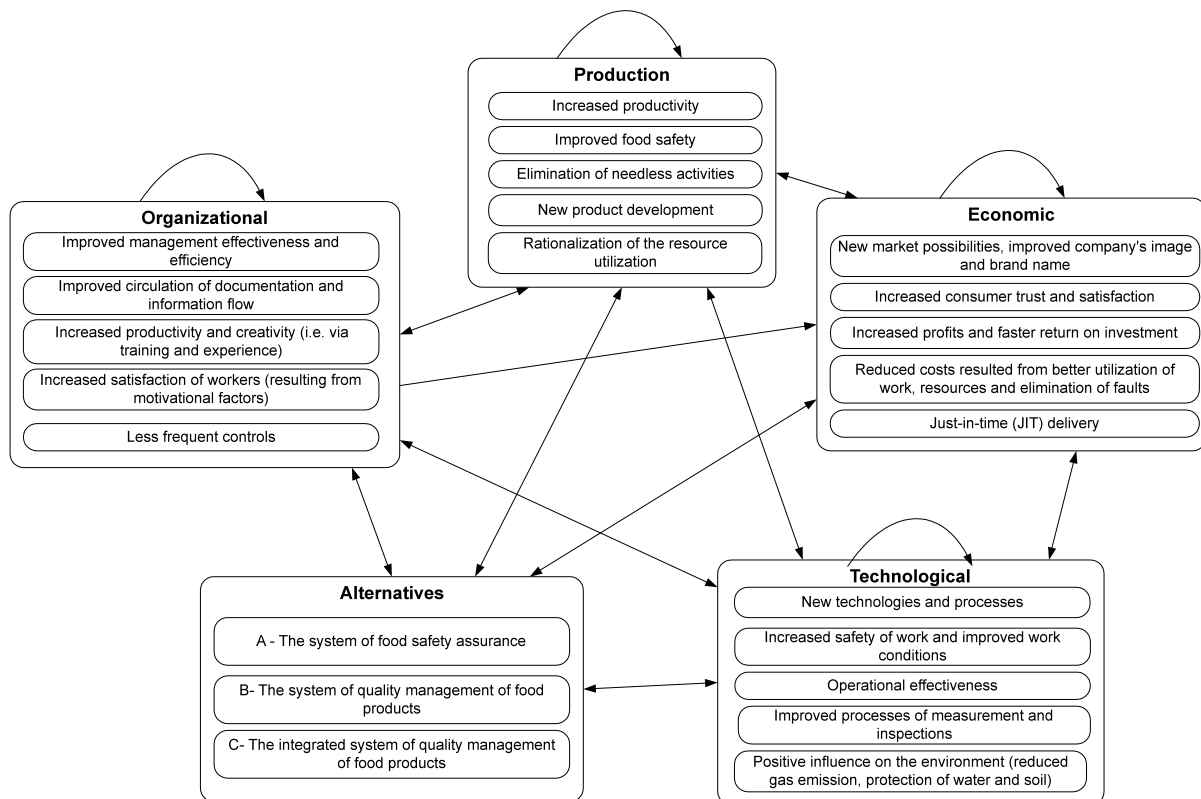 Production
Increased productivity
Improved food safety
Elimination of needless activities
New product development
Rationalization of the resource
utilization
Organizational
Improved management effectiveness and
efficiency
Improved circulation of documentation and
information flow
Increased productivity and creativity (i.e. via
training and experience)
Increased satisfaction of workers (resulting from
motivational factors)
Less frequent controls
Economic
New market possibilities, improved company's image
and brand name
Increased consumer trust and satisfaction
Increased profits and faster return on investment
Reduced costs resulted from better utilization of
work, resources and elimination of faults
Just-in-time (JIT) delivery
Alternatives
A - The system of food safety assurance
B- The system of quality management of food
products
C- The integrated system of quality management
of food products
Technological
New technologies and processes
Increased safety of work and improved work
conditions
Operational effectiveness
Improved processes of measurement and
inspections
Positive influence on the environment (reduced
gas emission, protection of water and soil)